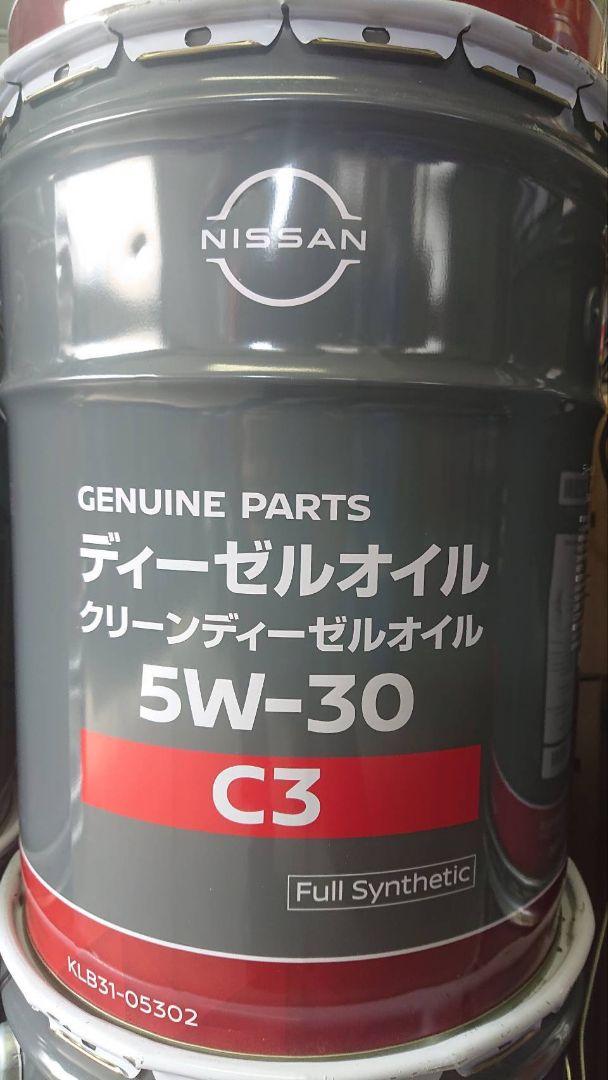 NISSAN
GENUINE PARTS
ディーゼルオイル
クリーンディーゼルオイル
5W-30
C3
Full Synthetic
KLB31-05302